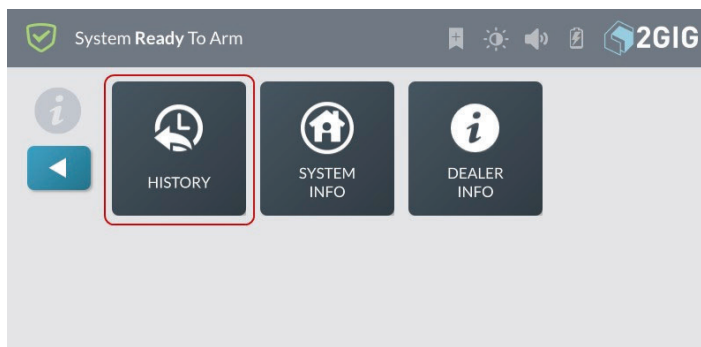 System Ready To Arm
2GIG
HISTORY
SYSTEM
INFO
DEALER
INFO